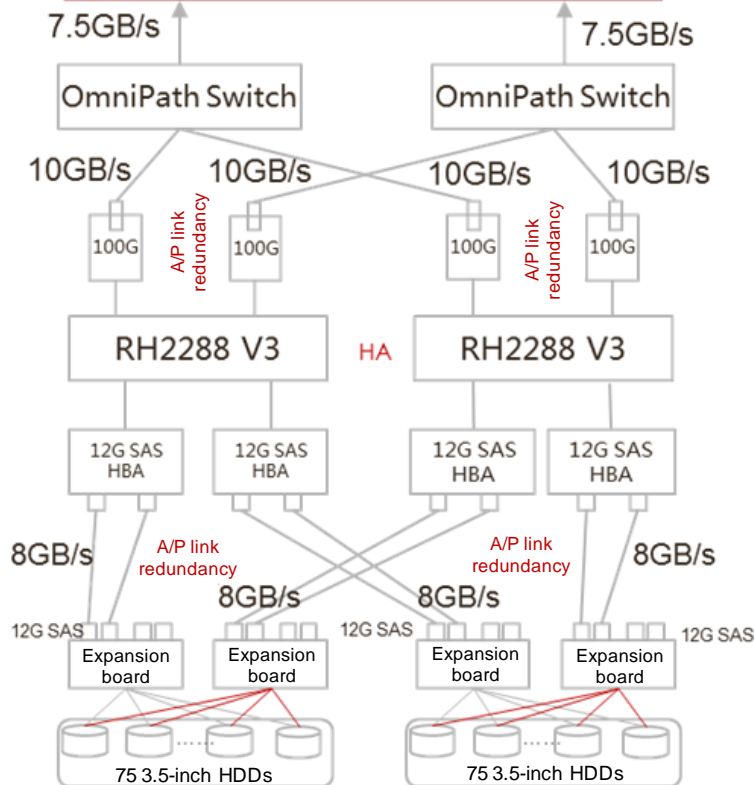 7.5GB/s
7.5GB/s
OmniPath Switch
OmniPath Switch
10GB/s
10GB/s
10GB/s
10GB/s
100G
A/P link
redundancy
100G
100G
A/P link
redundancy
100G
RH2288 V3
HA
RH2288 V3
12G SAS
HBA
12G SAS
HBA
12G SAS
HBA
12G SAS
HBA
8GB/s
A/P link
redundancy
8GB/s
8GB/s
A/P link
redundancy
8GB/s
12G SAS
12G SAS
12G SAS
Expansion
board
Expansion
board
Expansion
board
Expansion
board
......
......
75 3.5-inch HDDs
75 3.5-inch HDDs